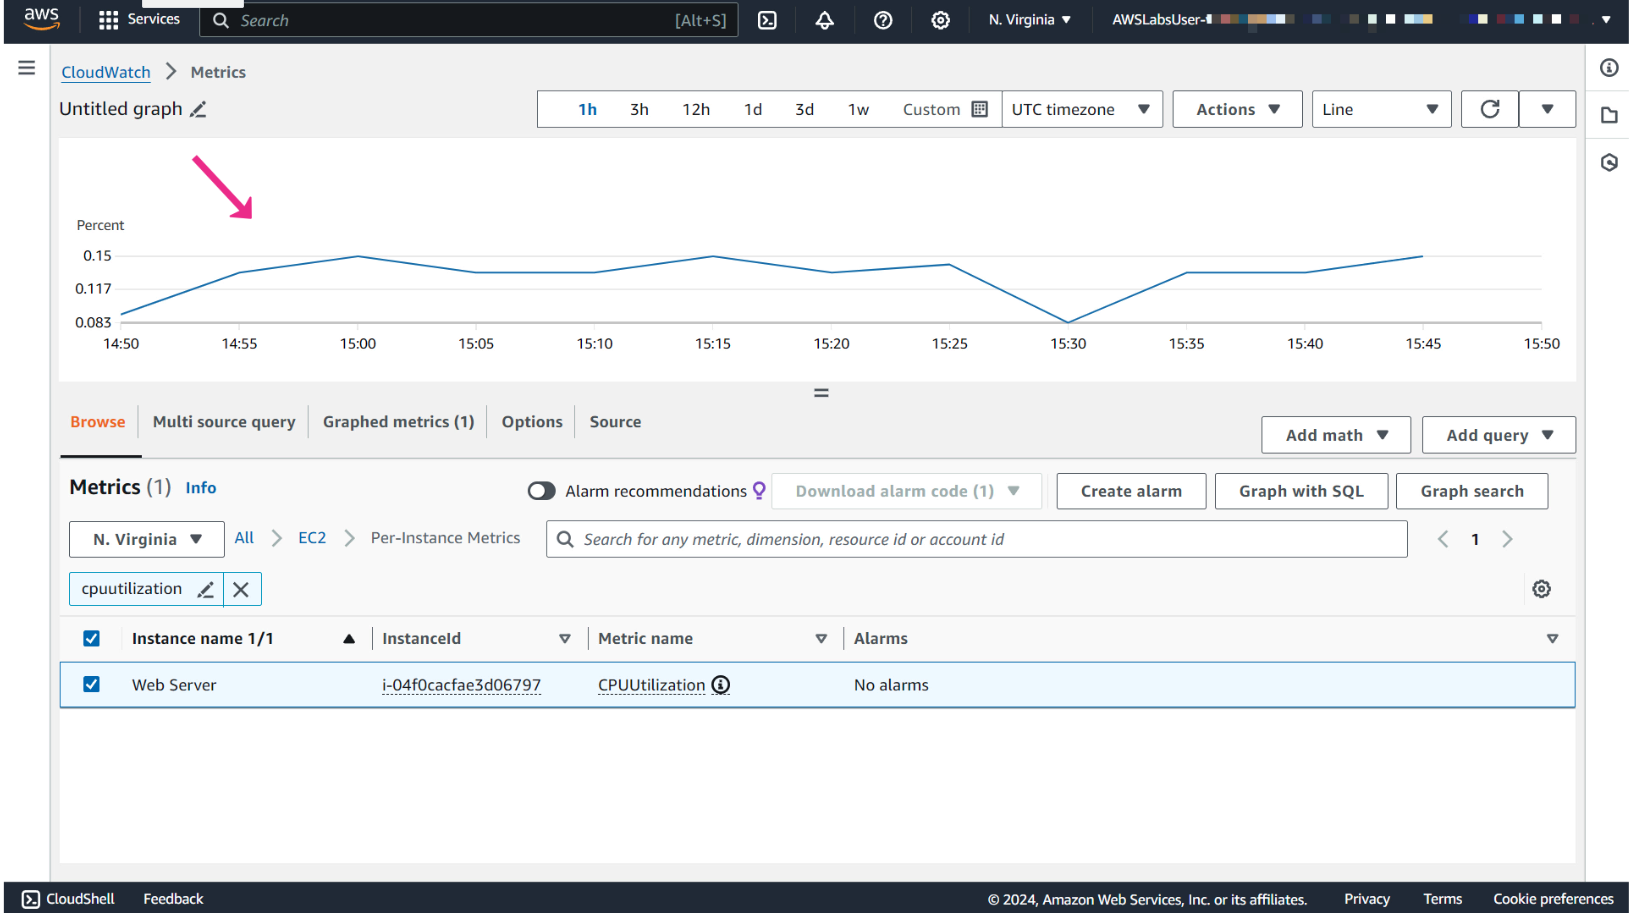 aws Services Search [Alt+S] N. Virginia AWSLabsUser-
CloudWatch Metrics
Untitled graph 1h 3h 12h 1d 3d 1w Custom UTC timezone Actions Line
Percent
0.15
0.117
0.083
14:50 14:55 15:00 15:05 15:10 15:15 15:20 15:25 15:30 15:35 15:40 15:45 15:50
Browse Multi source query Graphed metrics (1) Options Source Add math Add query
Metrics (1) Info Alarm recommendations Download alarm code (1) Create alarm Graph with SQL Graph search
N. Virginia All EC2 Per-Instance Metrics Search for any metric, dimension, resource id or account id 1
cpuutilization
Instance name 1/1 InstanceId Metric name Alarms
Web Server i-04f0cacfae3d06797 CPUUtilization No alarms
CloudShell Feedback © 2024, Amazon Web Services, Inc. or its affiliates. Privacy Terms Cookie preferences